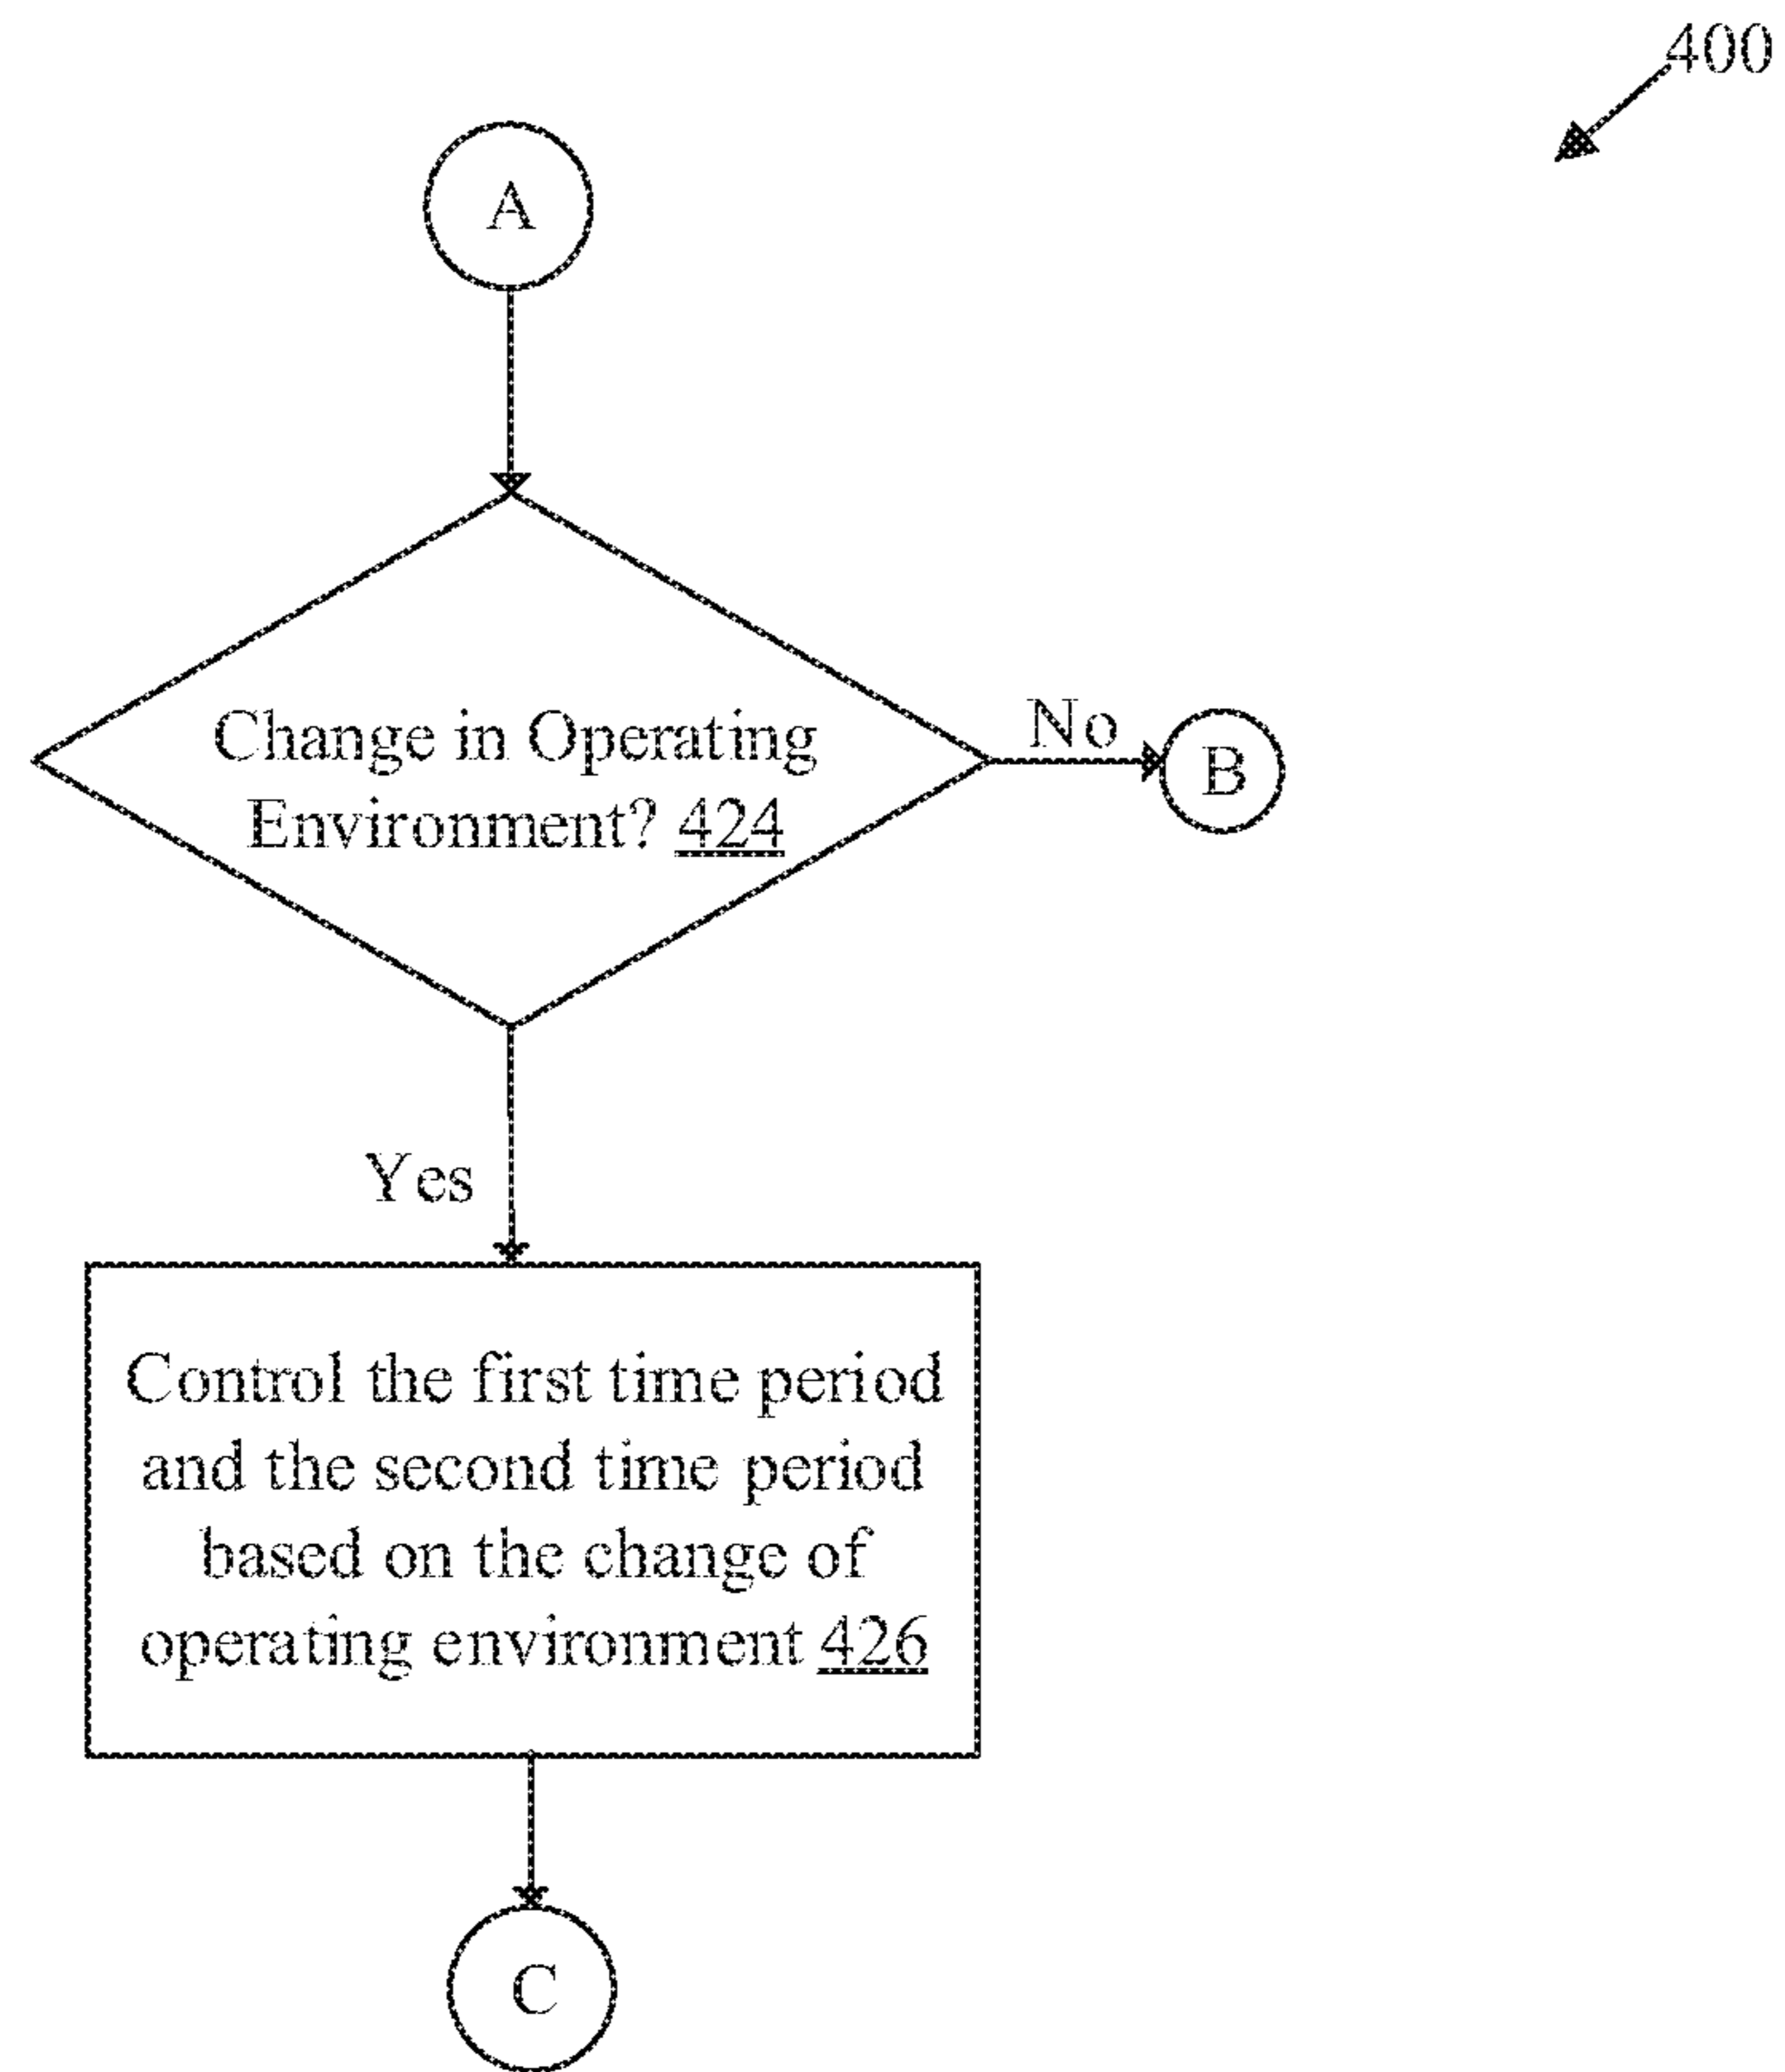 400
A
Change in Operating
Environment? 424
No
B
Yes
Control the first time period
and the second time period
based on the change of
operating environment 426
C